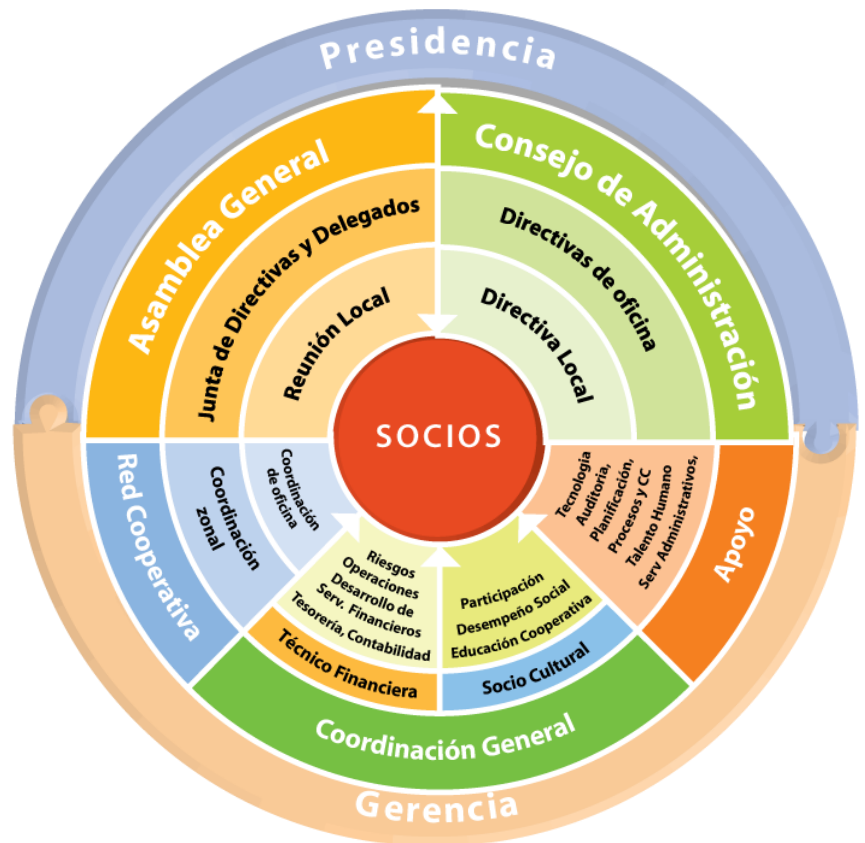 Presidencia
Asamblea General
Consejo de Administración
Junta de Directivas y Delegados
Directivas de oficina
Reunión Local
Directiva Local
SOCIOS
Red Cooperativa
Coordinación
zonal
Coordinación
de oficina
Riesgos
Operaciones
Desarrollo de
Serv. Financieros
Tesorería, Contabilidad
Técnico Financiera
Participación
Desempeño Social
Educación Cooperativa
Socio Cultural
Tecnologia
Auditoria,
Planificación,
Procesos y CC
Talento Humano
Serv Administrativos,
Apoyo
Coordinación General
Gerencia